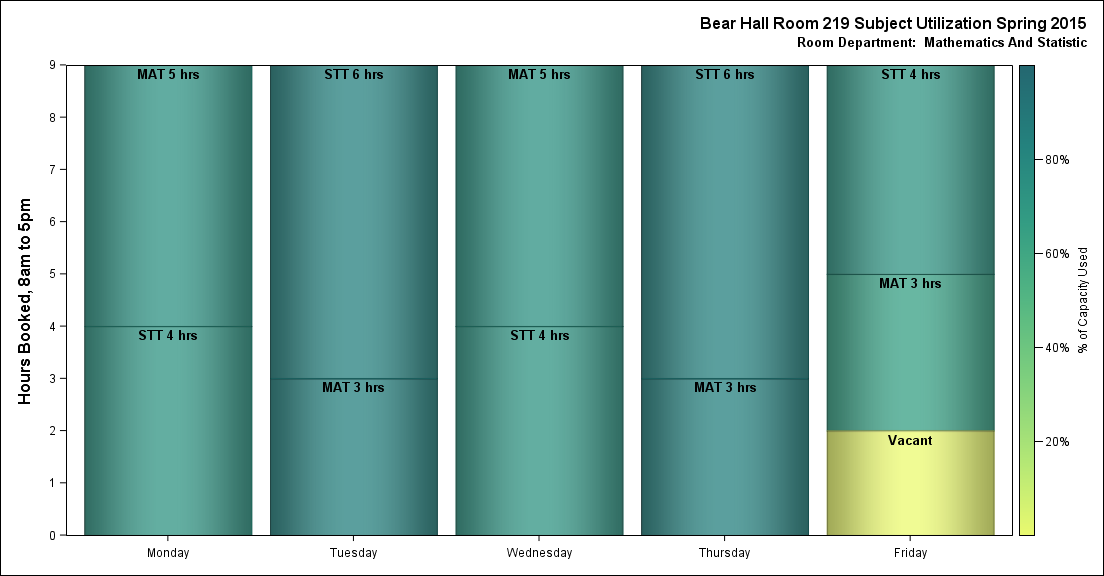 Bear Hall Room 219 Subject Utilization Spring 2015
Room Department:  Mathematics And Statistic
Hours Booked, 8am to 5pm
9
8
7
6
5
4
3
2
1
0
MAT 5 hrs
STT 4 hrs
STT 6 hrs
MAT 3 hrs
MAT 5 hrs
STT 4 hrs
STT 6 hrs
MAT 3 hrs
STT 4 hrs
MAT 3 hrs
Vacant
Monday
Tuesday
Wednesday
Thursday
Friday
80%
60%
40%
20%
% of Capacity Used